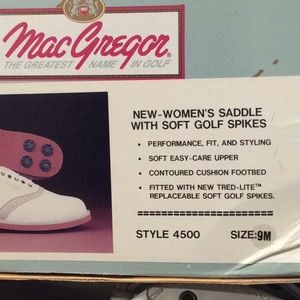 MacGregor®
THE GREATEST NAME IN GOLF
NEW-WOMEN'S SADDLE
WITH SOFT GOLF SPIKES
• PERFORMANCE, FIT, AND STYLING
• SOFT EASY-CARE UPPER
• CONTOURED CUSHION FOOTBED
• FITTED WITH NEW TRED-LITE™
REPLACEABLE SOFT GOLF SPIKES.
======================
STYLE 4500 SIZE:9M